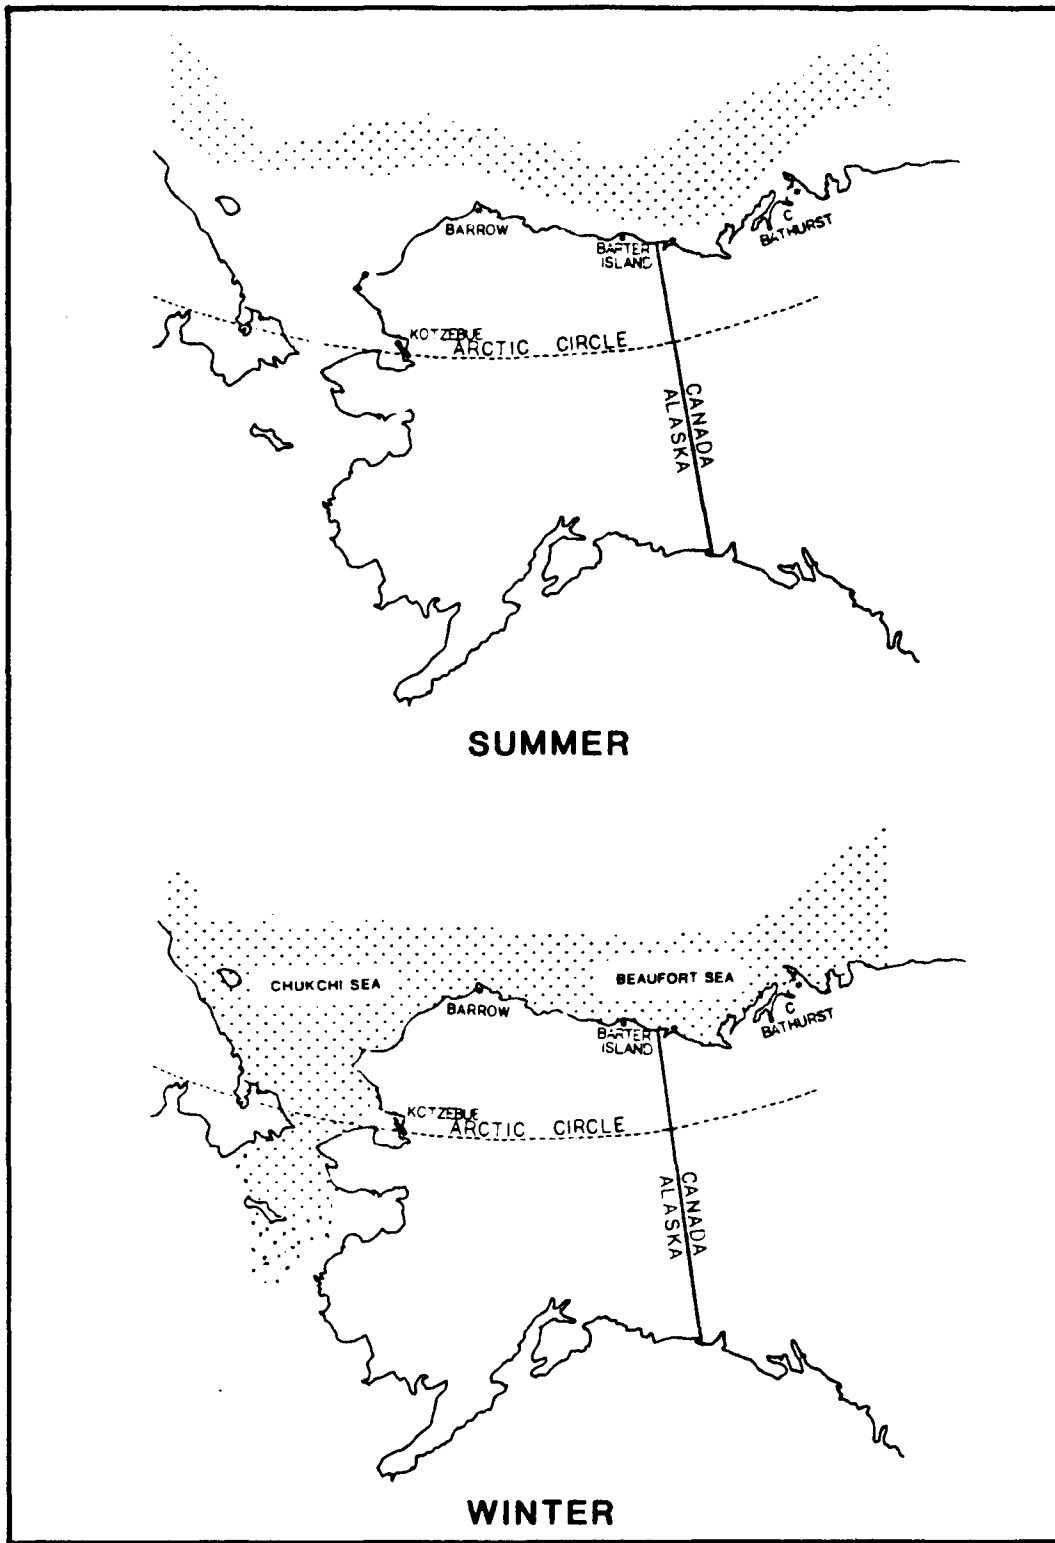 BARROW
BARTER
ISLAND
C
BATHURST
KOTZEBUE
ARCTIC CIRCLE
CANADA
ALASKA
SUMMER
CHUKCHI SEA
BEAUFORT SEA
BARROW
BARTER
ISLAND
C
BATHURST
KOTZEBUE
ARCTIC CIRCLE
CANADA
ALASKA
WINTER